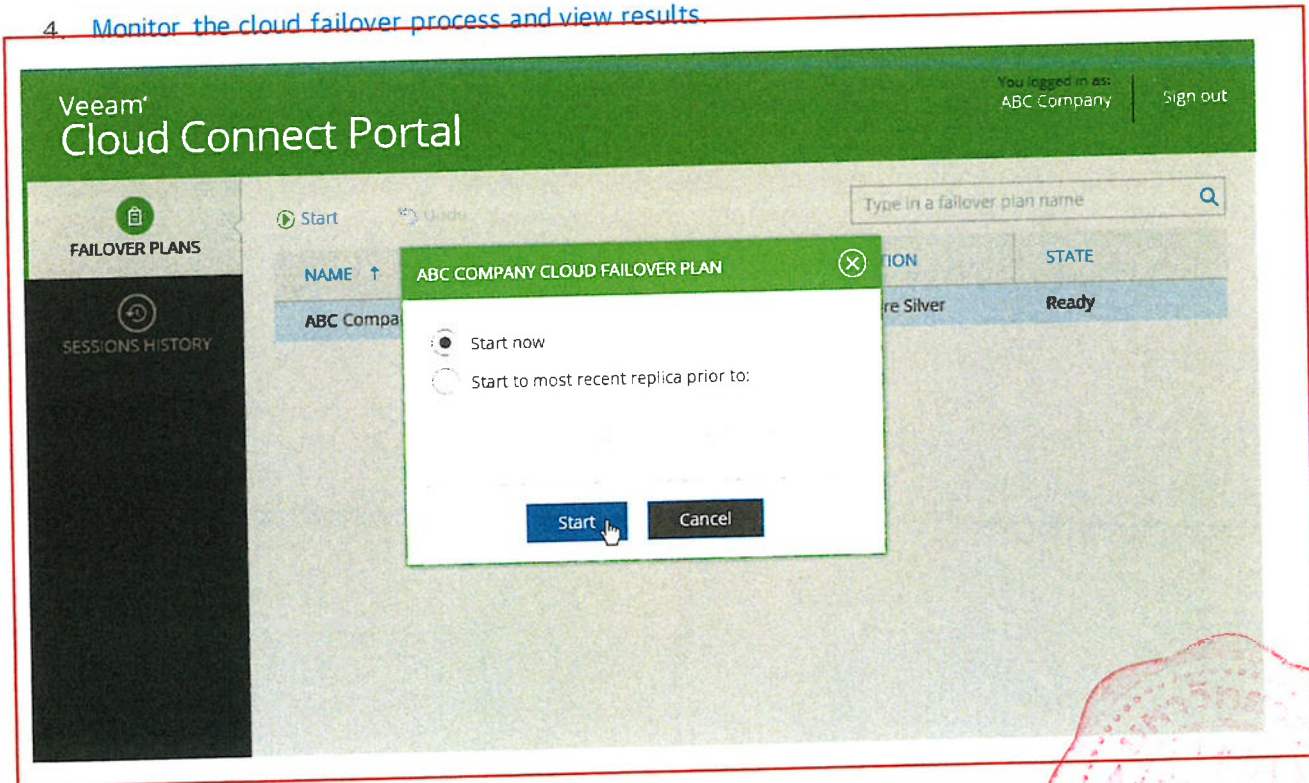 4. Monitor the cloud failover process and view results.
Veeam'
Cloud Connect Portal
You logged in as:
ABC Company
Sign out
FAILOVER PLANS
SESSIONS HISTORY
Start
Undo
Type in a failover plan name
NAME ↑
TION
STATE
ABC Compa
re Silver
Ready
ABC COMPANY CLOUD FAILOVER PLAN
Start now
Start to most recent replica prior to:
Start
Cancel